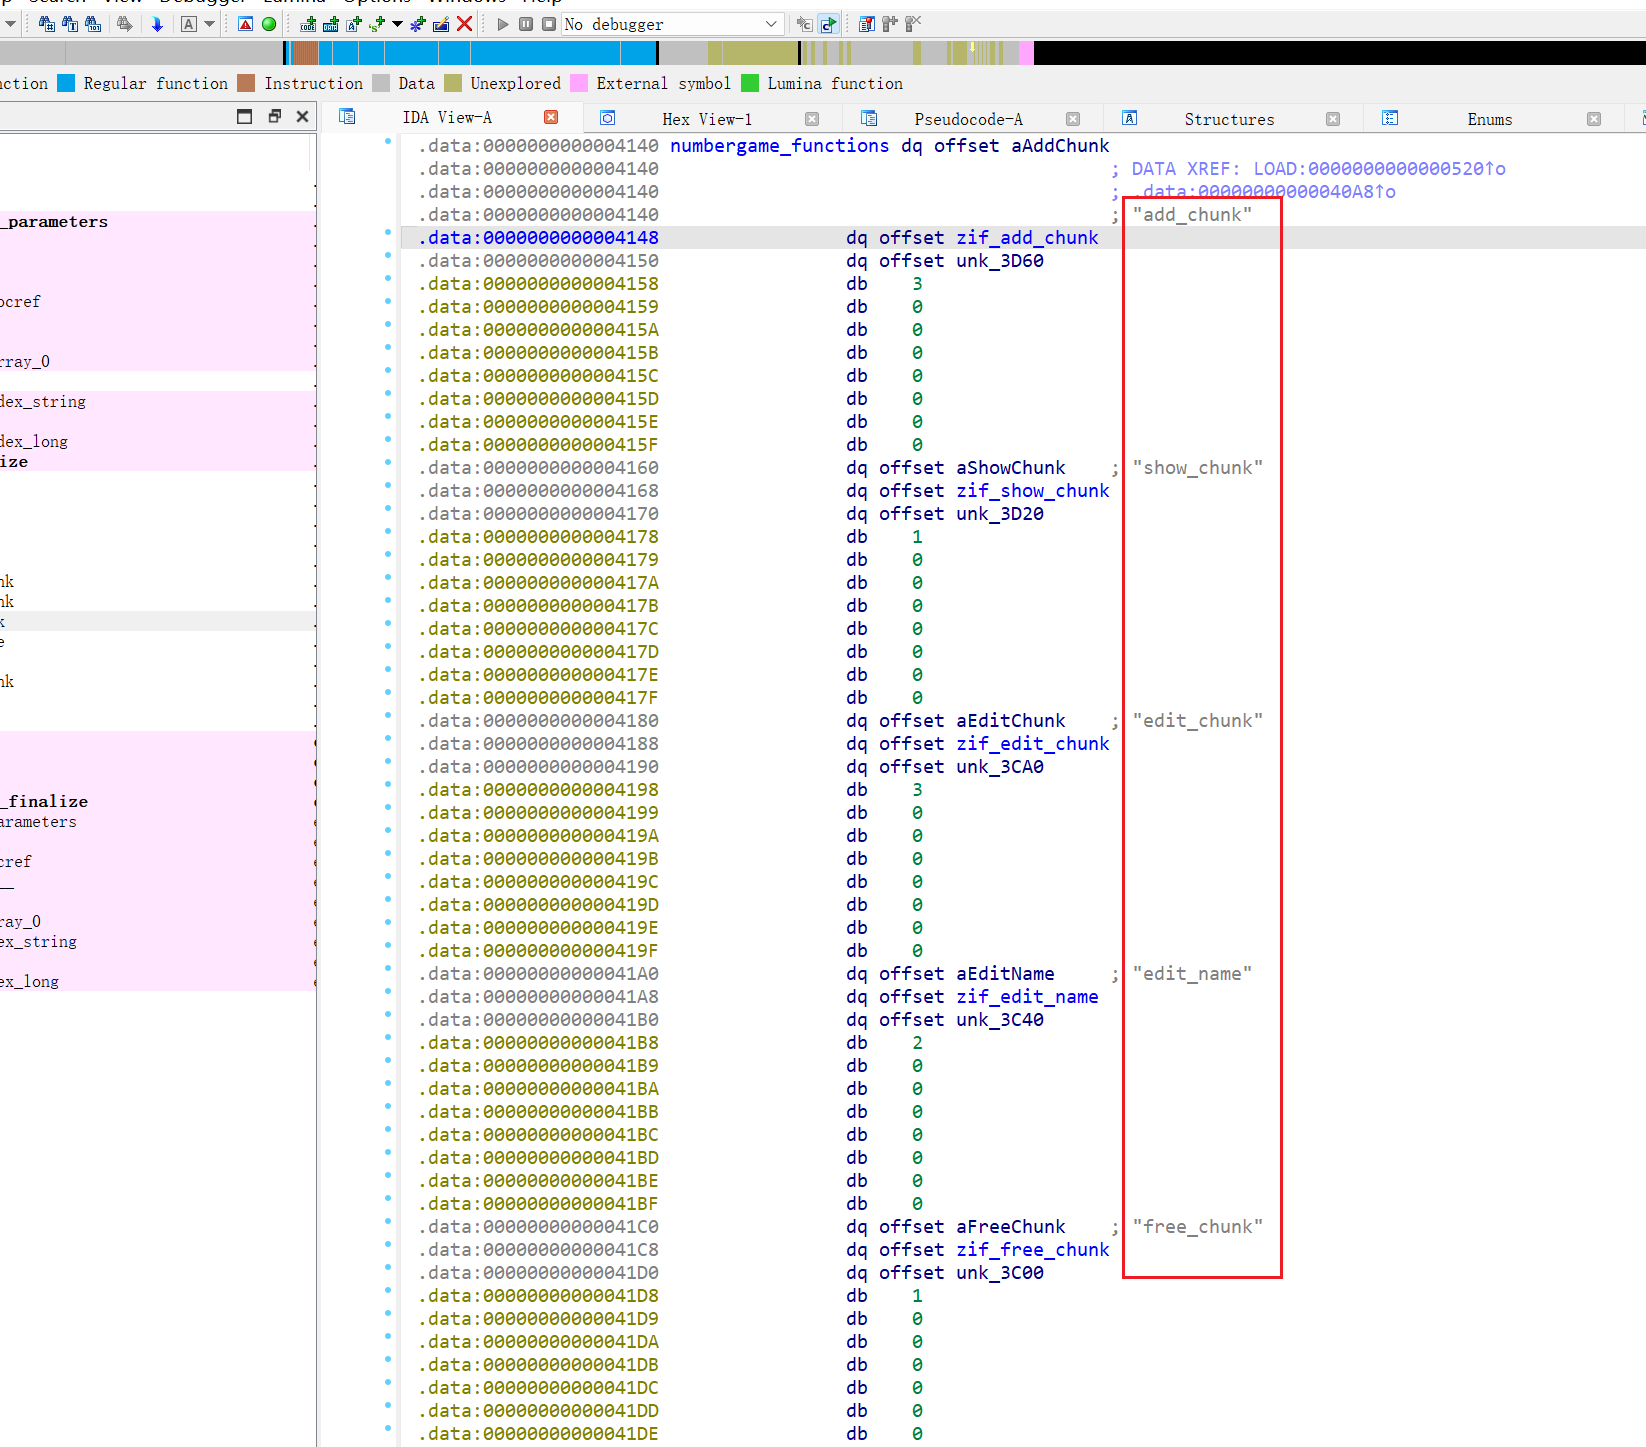 Search View Debugger Lumina Options Windows Help
No debugger
Regular function Instruction Data Unexplored External symbol Lumina function
IDA View-A Hex View-1 Pseudocode-A Structures Enums
_parameters
ocref
rray_0
dex_string
dex_long
ize
nk
nk
k
e
nk
_finalize
arameters
cref
__
ray_0
ex_string
ex_long
.data:0000000000004140 numbergame_functions dq offset aAddChunk
.data:0000000000004140 ; DATA XREF: LOAD:0000000000000520↑o
.data:0000000000004140 ; .data:00000000000040A8↑o
.data:0000000000004140 ; "add_chunk"
.data:0000000000004148 dq offset zif_add_chunk
.data:0000000000004150 dq offset unk_3D60
.data:0000000000004158 db 3
.data:0000000000004159 db 0
.data:000000000000415A db 0
.data:000000000000415B db 0
.data:000000000000415C db 0
.data:000000000000415D db 0
.data:000000000000415E db 0
.data:000000000000415F db 0
.data:0000000000004160 dq offset aShowChunk ; "show_chunk"
.data:0000000000004168 dq offset zif_show_chunk
.data:0000000000004170 dq offset unk_3D20
.data:0000000000004178 db 1
.data:0000000000004179 db 0
.data:000000000000417A db 0
.data:000000000000417B db 0
.data:000000000000417C db 0
.data:000000000000417D db 0
.data:000000000000417E db 0
.data:000000000000417F db 0
.data:0000000000004180 dq offset aEditChunk ; "edit_chunk"
.data:0000000000004188 dq offset zif_edit_chunk
.data:0000000000004190 dq offset unk_3CA0
.data:0000000000004198 db 3
.data:0000000000004199 db 0
.data:000000000000419A db 0
.data:000000000000419B db 0
.data:000000000000419C db 0
.data:000000000000419D db 0
.data:000000000000419E db 0
.data:000000000000419F db 0
.data:00000000000041A0 dq offset aEditName ; "edit_name"
.data:00000000000041A8 dq offset zif_edit_name
.data:00000000000041B0 dq offset unk_3C40
.data:00000000000041B8 db 2
.data:00000000000041B9 db 0
.data:00000000000041BA db 0
.data:00000000000041BB db 0
.data:00000000000041BC db 0
.data:00000000000041BD db 0
.data:00000000000041BE db 0
.data:00000000000041BF db 0
.data:00000000000041C0 dq offset aFreeChunk ; "free_chunk"
.data:00000000000041C8 dq offset zif_free_chunk
.data:00000000000041D0 dq offset unk_3C00
.data:00000000000041D8 db 1
.data:00000000000041D9 db 0
.data:00000000000041DA db 0
.data:00000000000041DB db 0
.data:00000000000041DC db 0
.data:00000000000041DD db 0
.data:00000000000041DE db 0